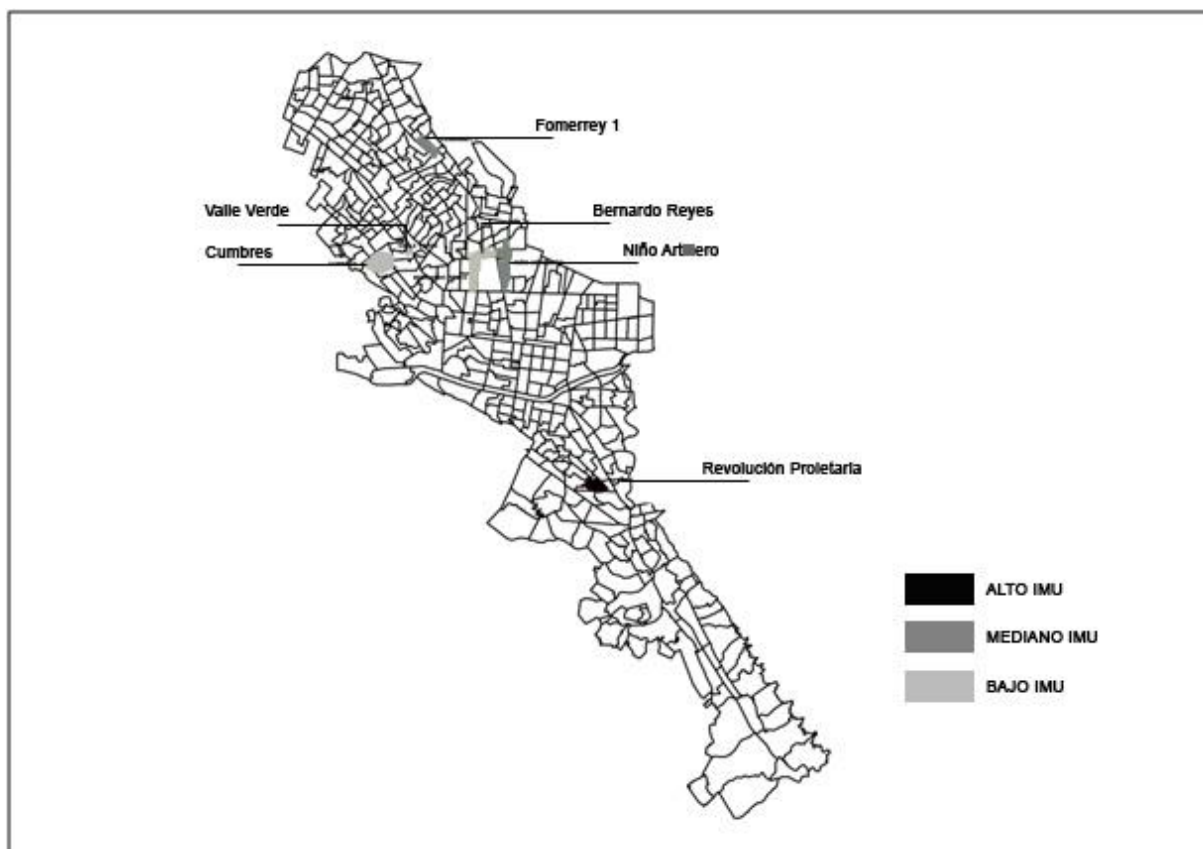 Fomerrey 1
Valle Verde
Bernardo Reyes
Cumbres
Niño Artillero
Revolución Proletaria
ALTO IMU
MEDIANO IMU
BAJO IMU